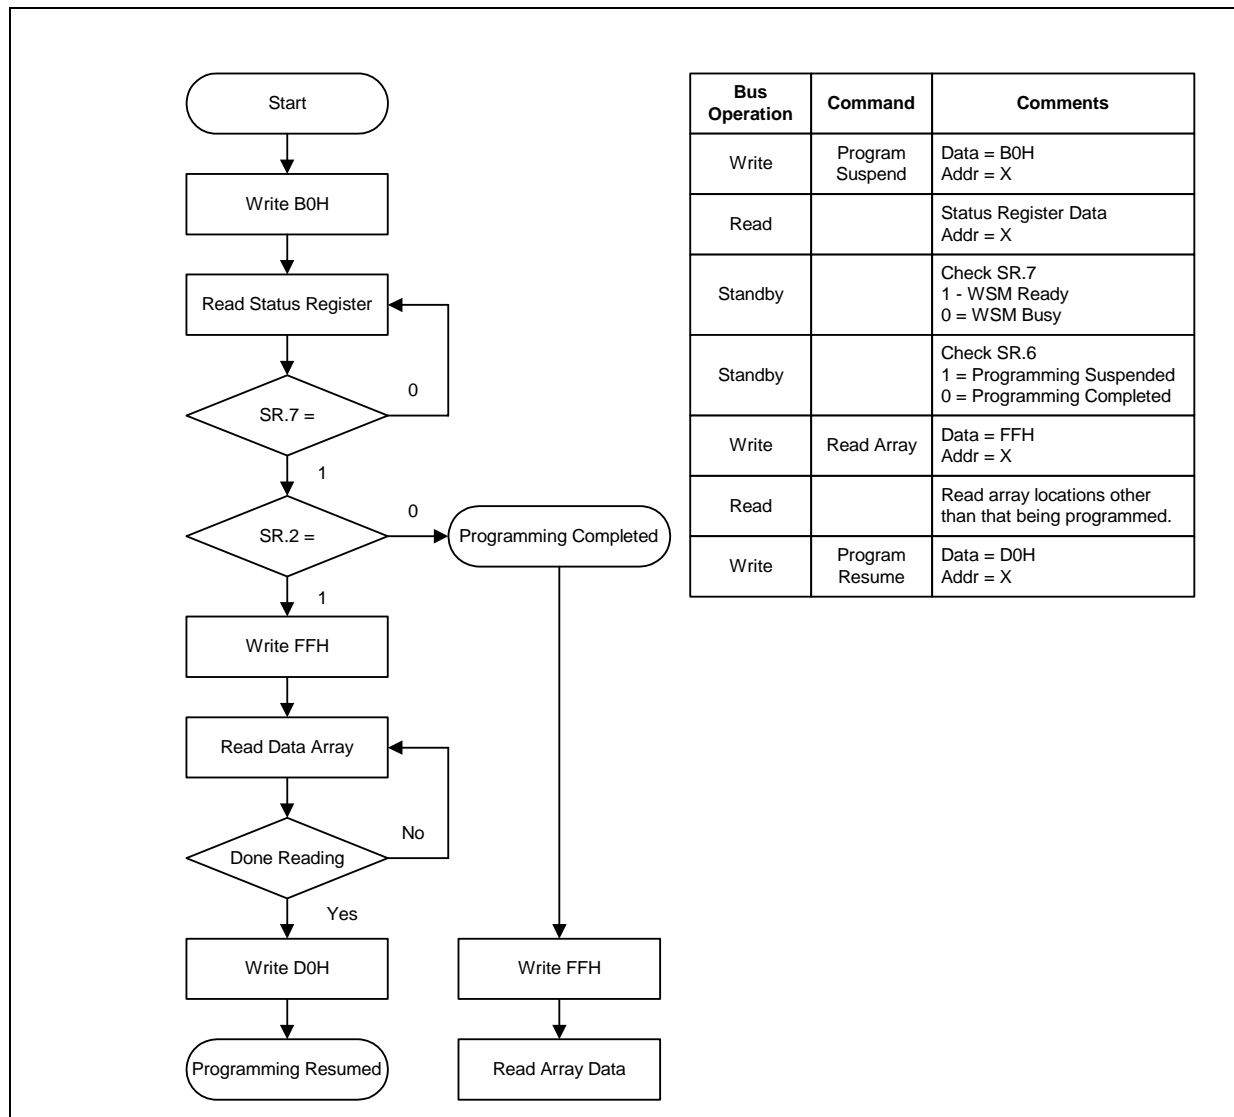 Start
Write B0H
Read Status Register
SR.7 =
0
1
SR.2 =
0
Programming Completed
1
Write FFH
Read Data Array
Done Reading
No
Yes
Write D0H
Programming Resumed
Write FFH
Read Array Data
Bus
Operation
Command
Comments
Write
Program
Suspend
Data = B0H
Addr = X
Read
Status Register Data
Addr = X
Standby
Check SR.7
1 - WSM Ready
0 = WSM Busy
Standby
Check SR.6
1 = Programming Suspended
0 = Programming Completed
Write
Read Array
Data = FFH
Addr = X
Read
Read array locations other
than that being programmed.
Write
Program
Resume
Data = D0H
Addr = X